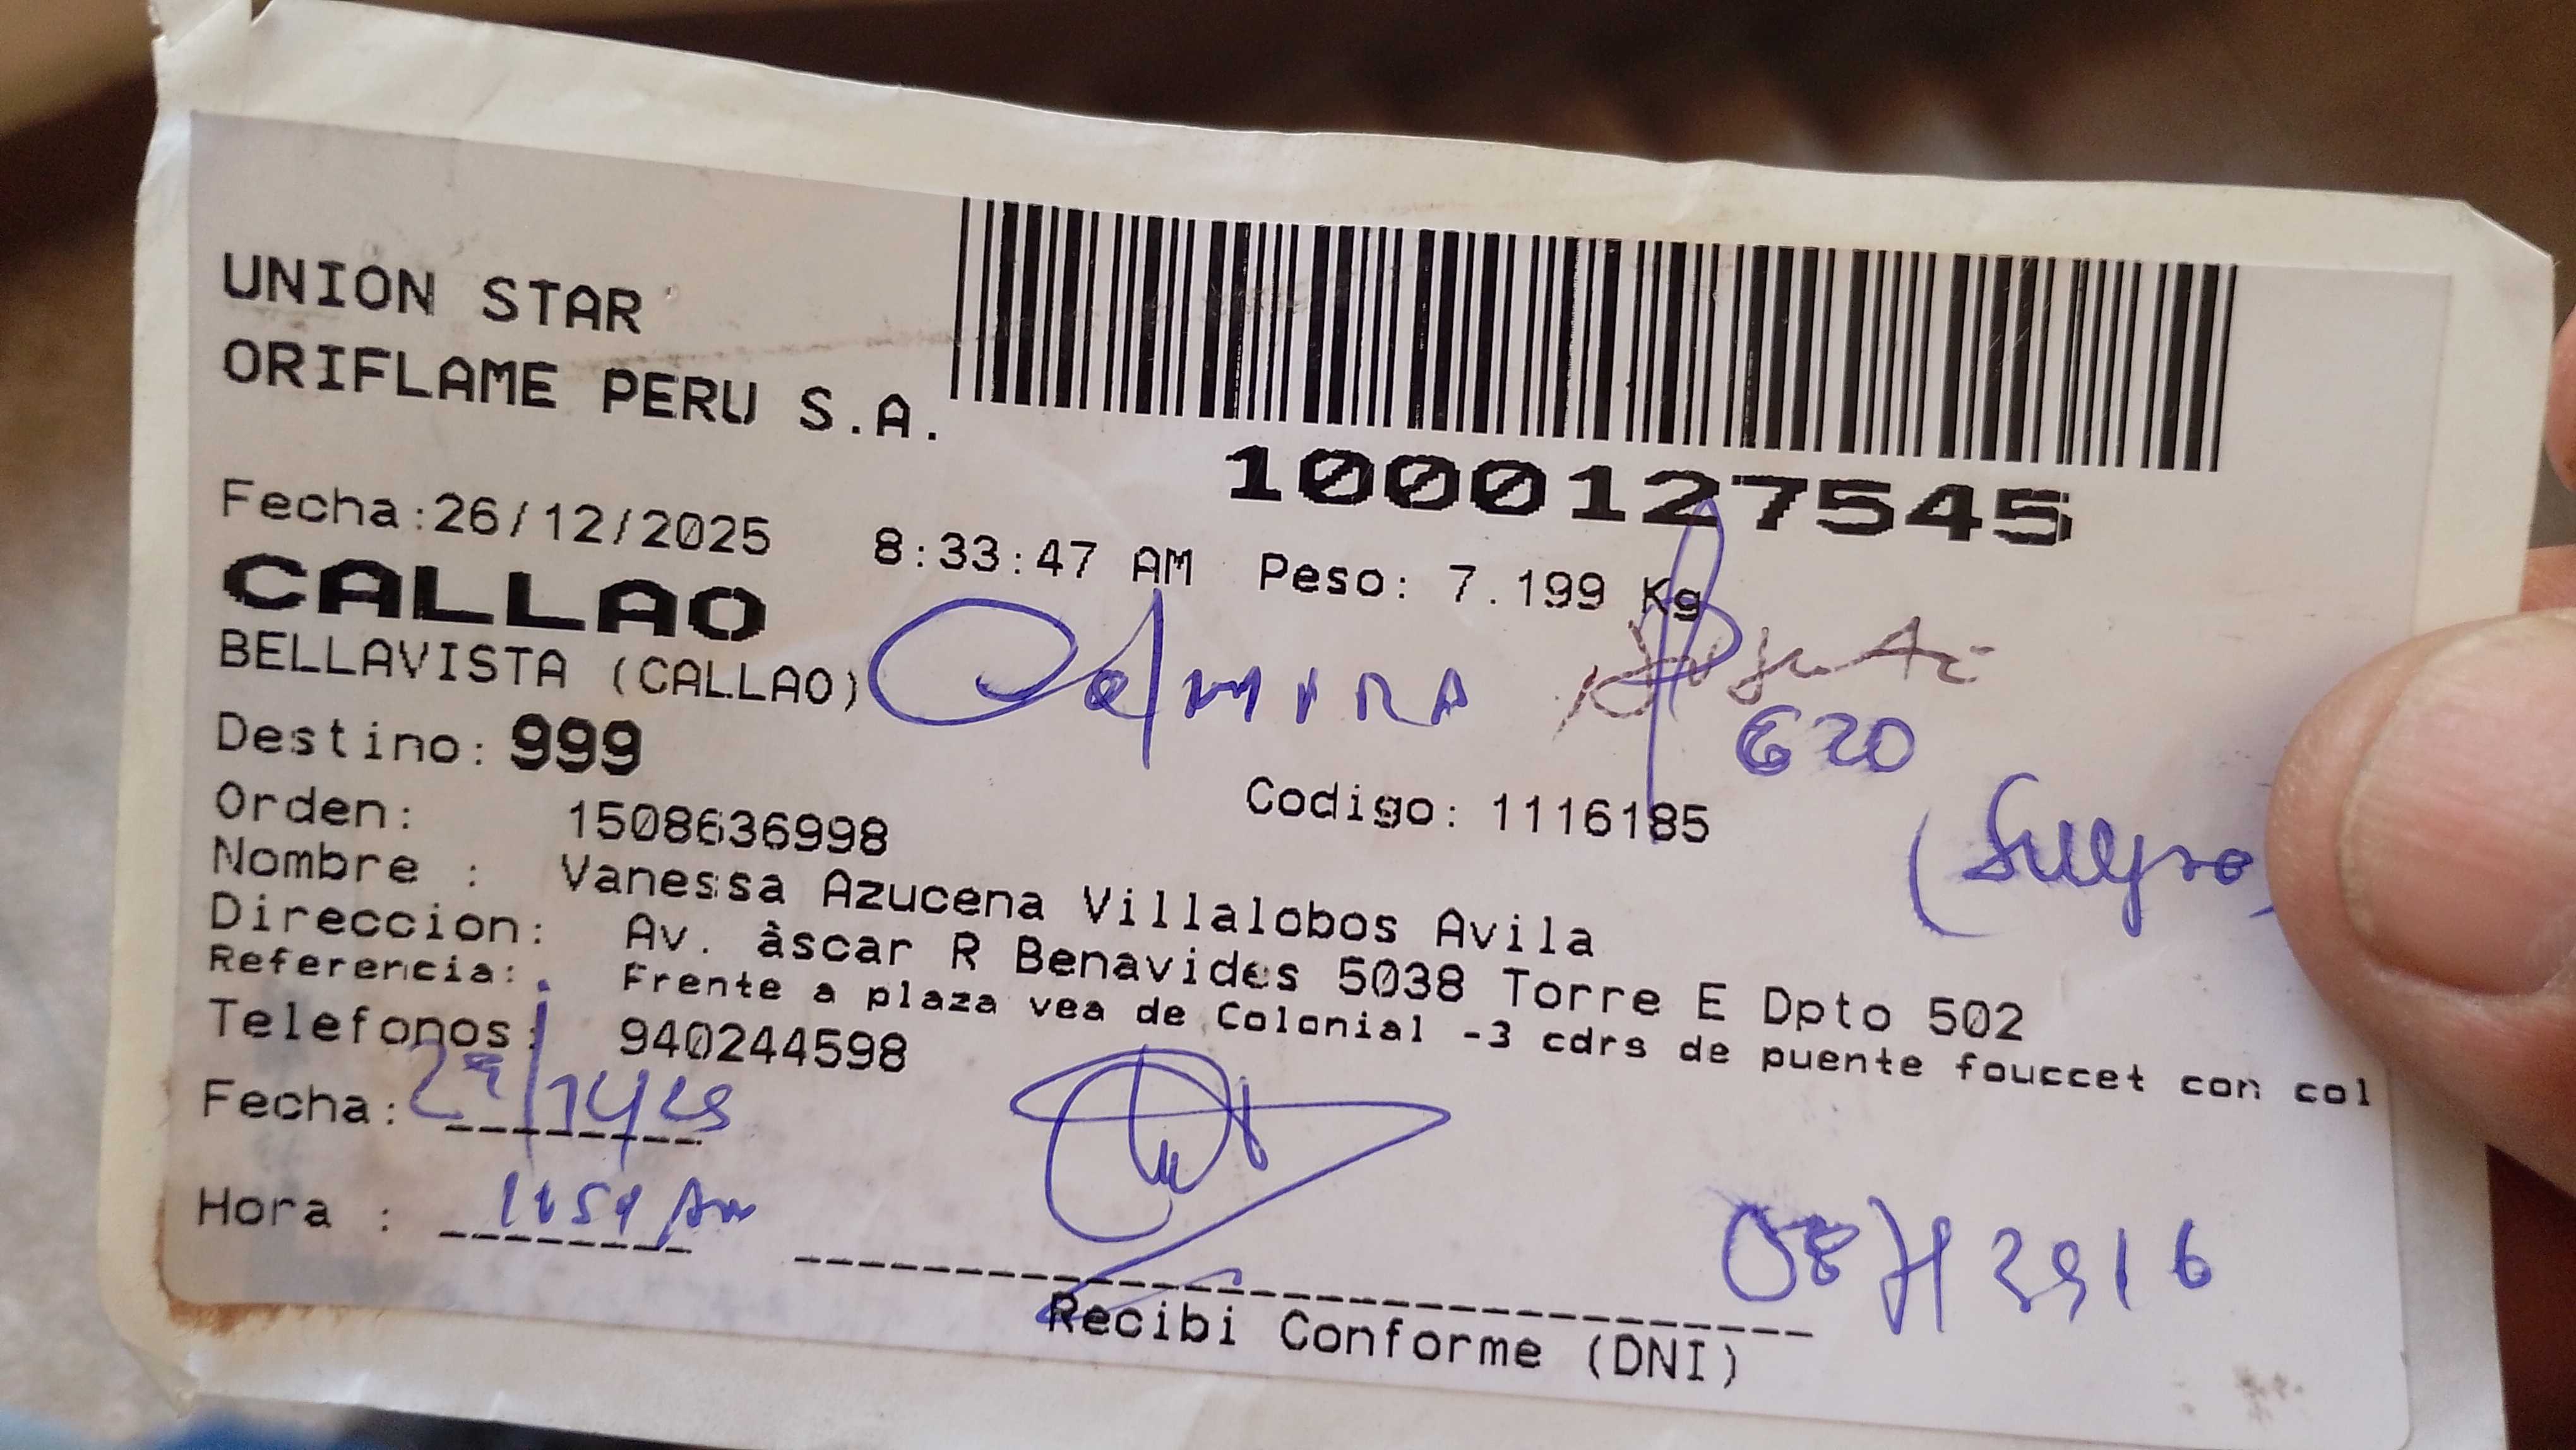 UNION STAR
ORIFLAME PERU S.A.
1000127545
Fecha:26/12/2025 8:33:47 AM Peso: 7.199 Kg
CALLAO
BELLAVISTA (CALLAO)
620
Destino: 999
Orden: 1508636998 Codigo: 1116185
Nombre : Vanessa Azucena Villalobos Avila
Direccion: Av. àscar R Benavides 5038 Torre E Dpto 502
Referencia: Frente a plaza vea de Colonial -3 cdrs de puente fouccet con col
Telefonos: 940244598
Fecha:
Hora :
Recibi Conforme (DNI)